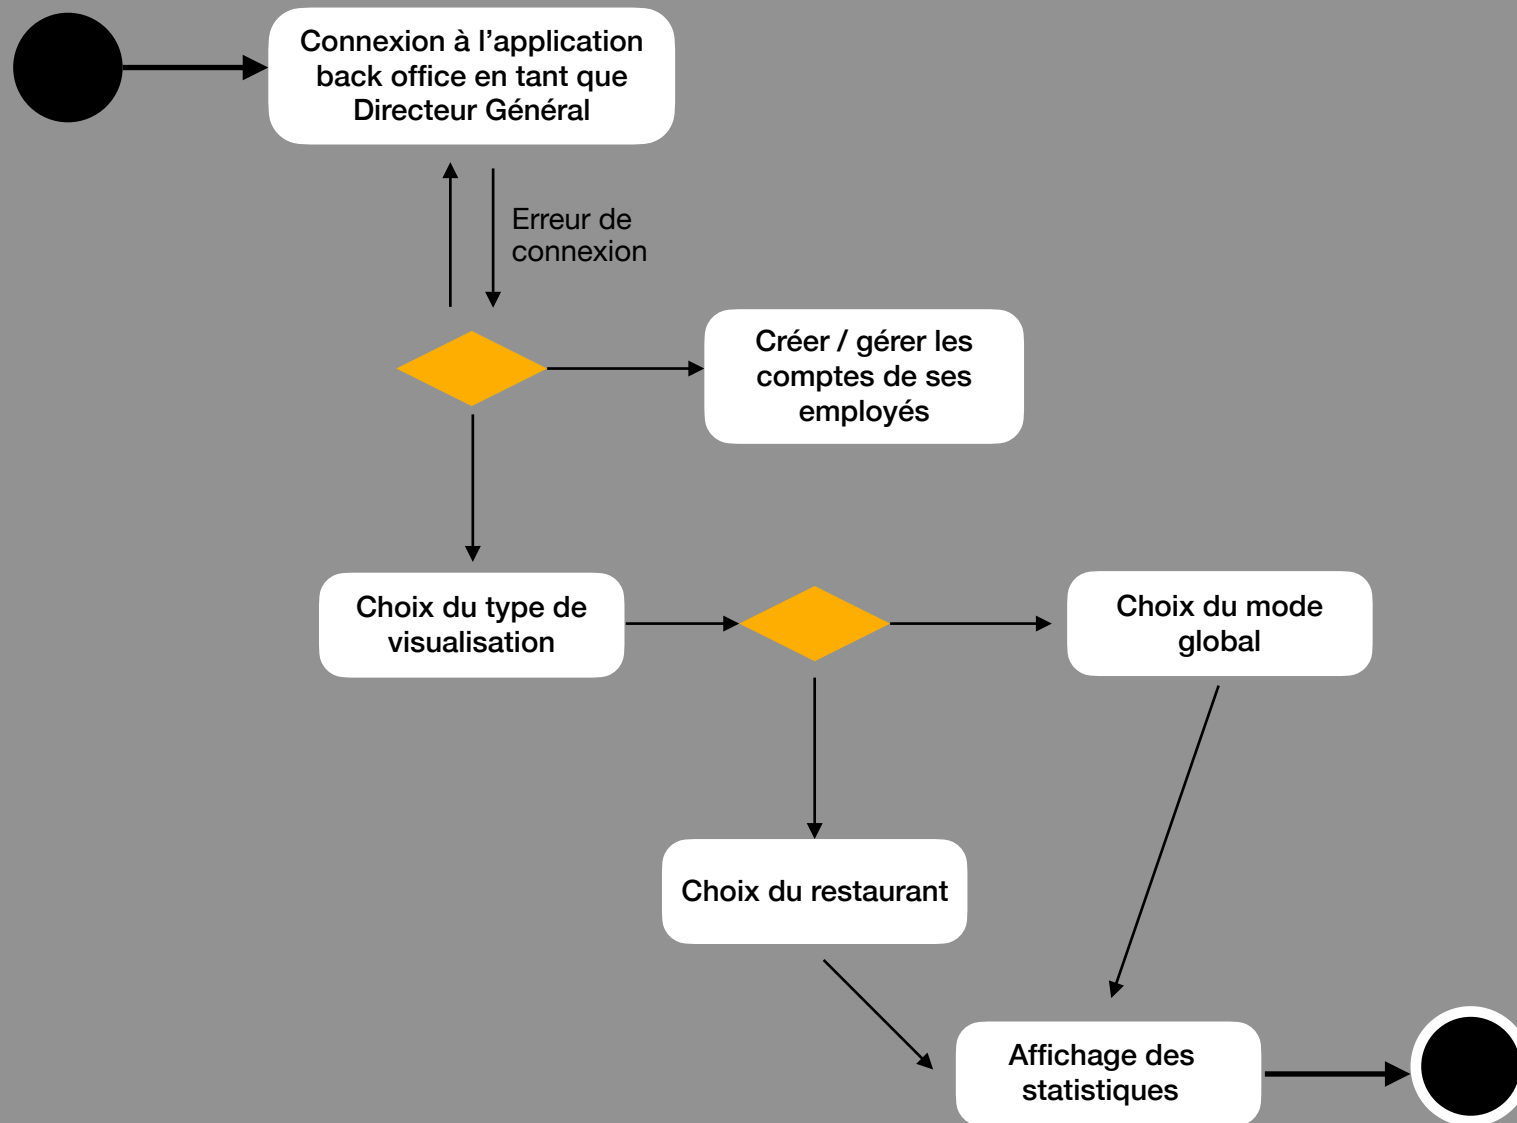 Connexion à l’application
back office en tant que
Directeur Général
Erreur de
connexion
Créer / gérer les
comptes de ses
employés
Choix du type de
visualisation
Choix du mode
global
Choix du restaurant
Affichage des
statistiques